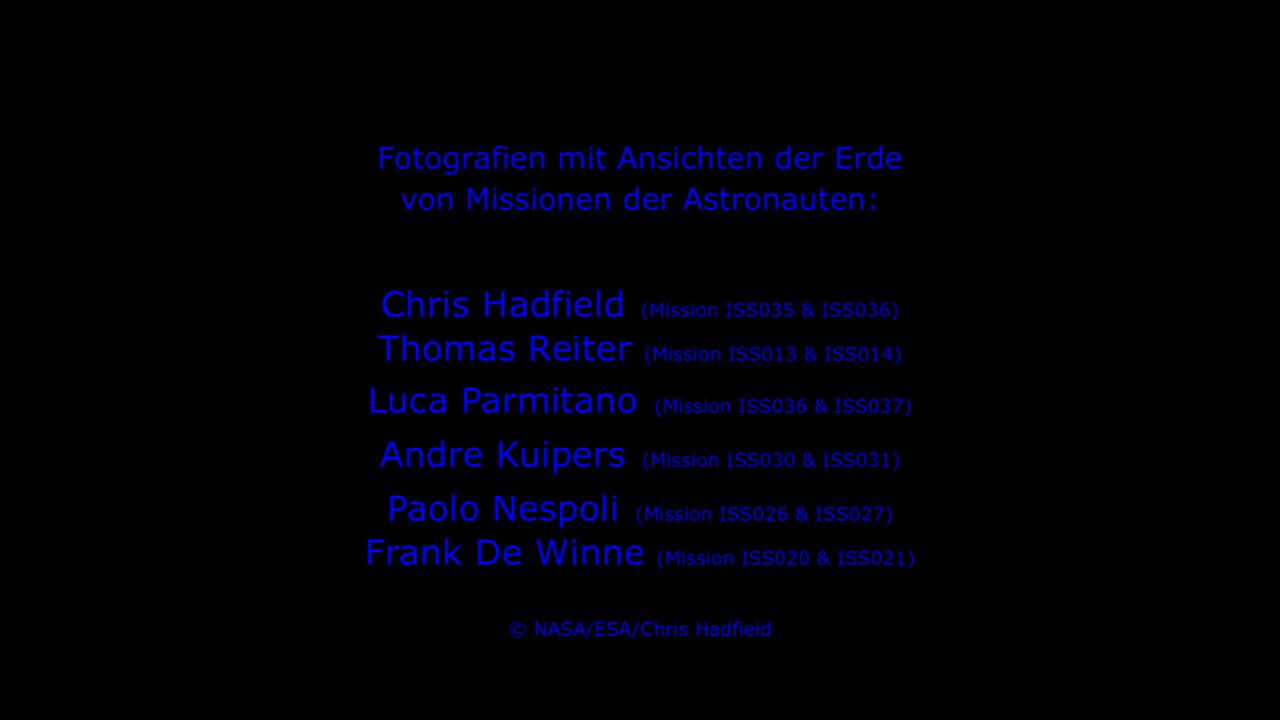 Fotografien mit Ansichten der Erde
von Missionen der Astronauten:
Chris Hadfield (Mission ISS035 & ISS036)
Thomas Reiter (Mission ISS013 & ISS014)
Luca Parmitano (Mission ISS036 & ISS037)
Andre Kuipers (Mission ISS030 & ISS031)
Paolo Nespoli (Mission ISS026 & ISS027)
Frank De Winne (Mission ISS020 & ISS021)
© NASA/ESA/Chris Hadfield